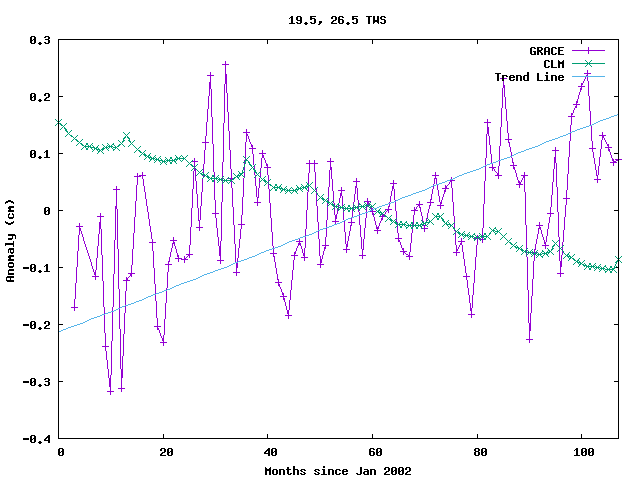 19.5, 26.5 TWS
GRACE
CLM
Trend Line
0.3
0.2
0.1
0
-0.1
-0.2
-0.3
-0.4
Anomaly (cm)
0 20 40 60 80 100
Months since Jan 2002